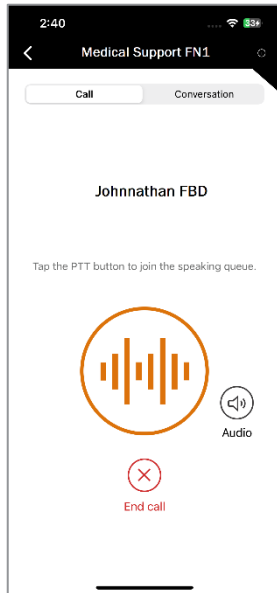 2:40
33
Medical Support FN1
Call
Conversation
Johnnathan FBD
Tap the PTT button to join the speaking queue.
Audio
End call